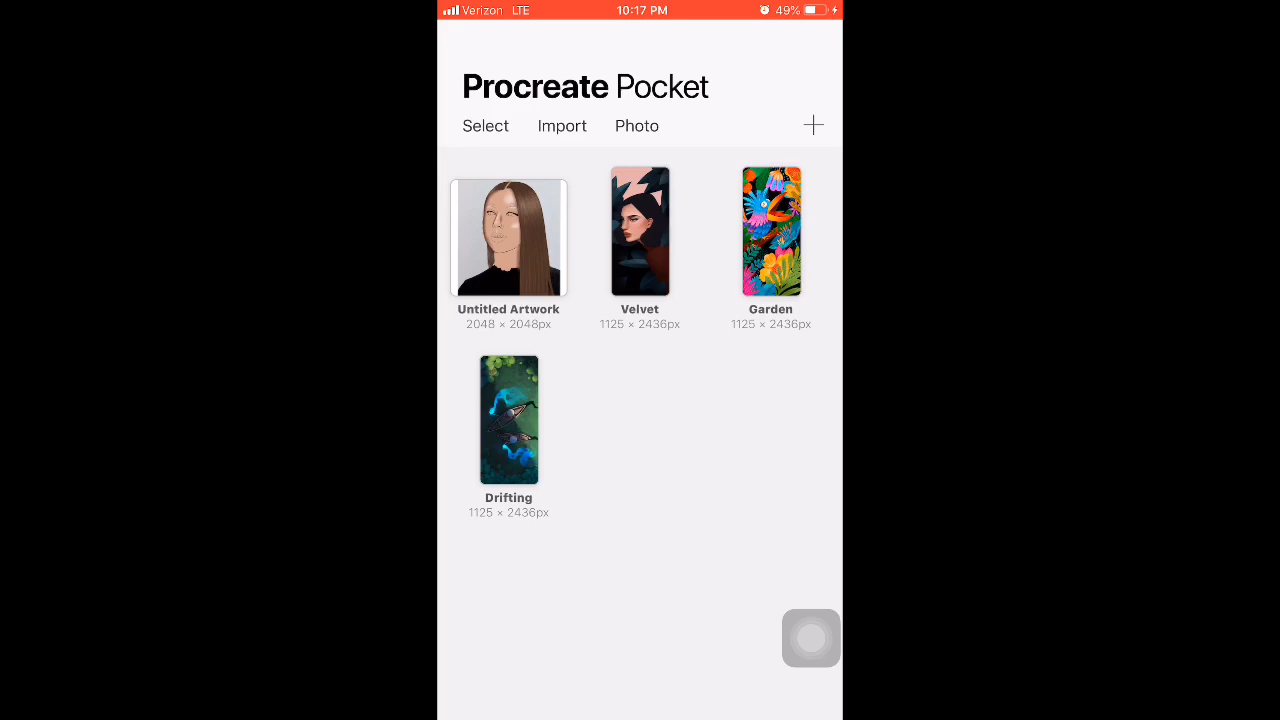 Verizon LTE 10:17 PM 49%
Procreate Pocket
Select Import Photo
Untitled Artwork Velvet Garden
2048 × 2048px 1125 × 2436px 1125 × 2436px
Drifting
1125 × 2436px